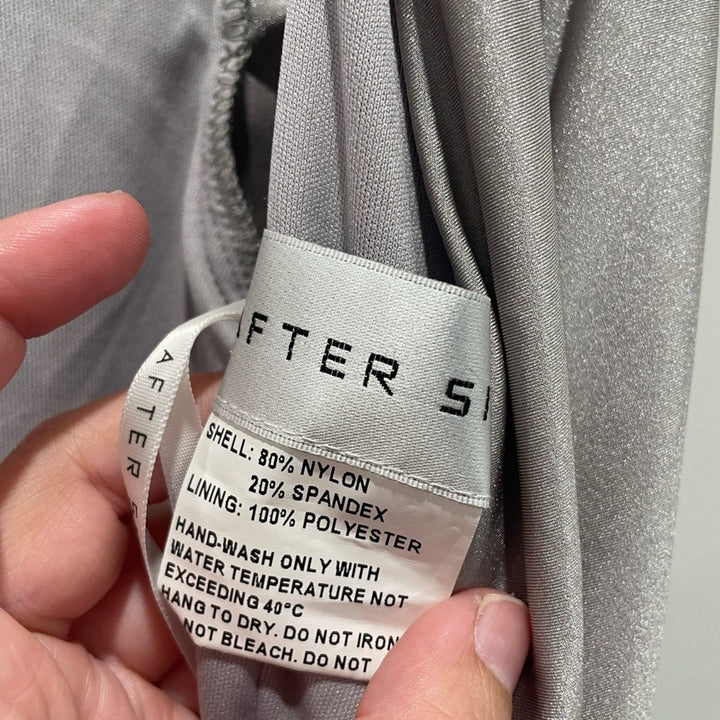 AFTER
AFTER
SHELL: 80% NYLON
20% SPANDEX
LINING: 100% POLYESTER
HAND-WASH ONLY WITH
WATER TEMPERATURE NOT
EXCEEDING 40°C
HANG TO DRY. DO NOT IRON
NOT BLEACH. DO NOT